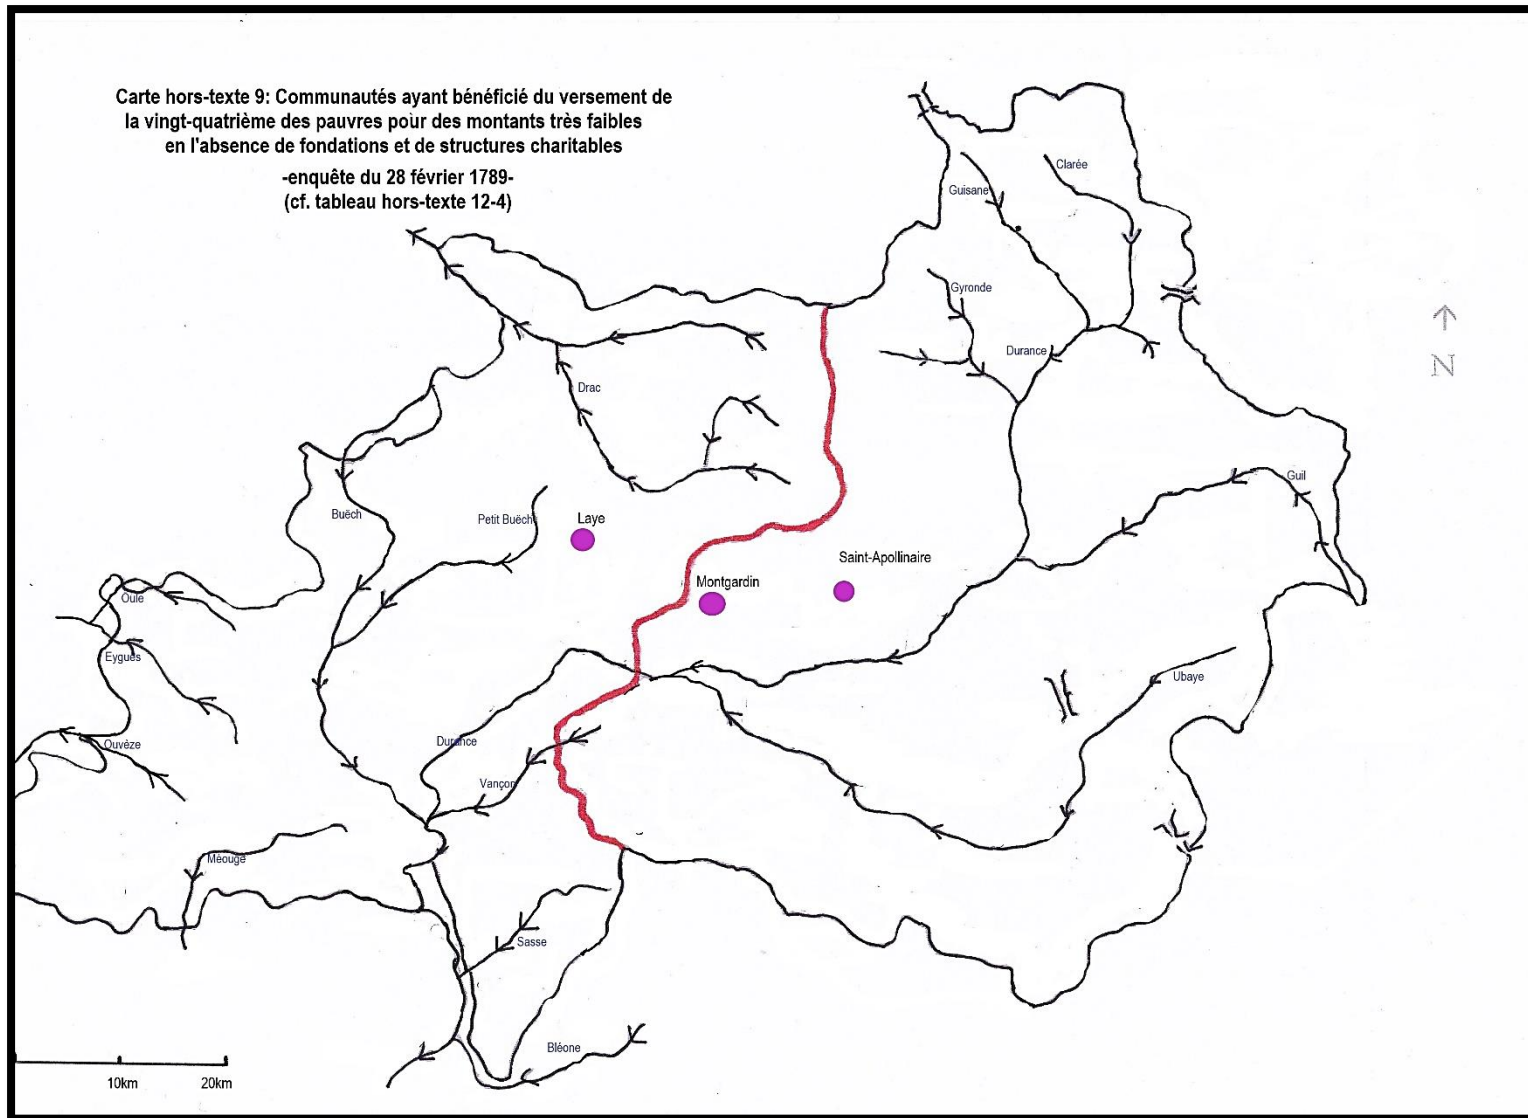 Carte hors-texte 9: Communautés ayant bénéficié du versement de
la vingt-quatrième des pauvres pour des montants très faibles
en l'absence de fondations et de structures charitables
-enquête du 28 février 1789-
(cf. tableau hors-texte 12-4)
Clarée
Guisane
Gyronde
N
Durance
Drac
Guil
Buëch
Petit Buëch
Laye
Saint-Apollinaire
Montgardin
Oule
Eygues
Ubaye
Ouvèze
Durance
Vançon
Méouge
Sasse
Bléone
10km
20km